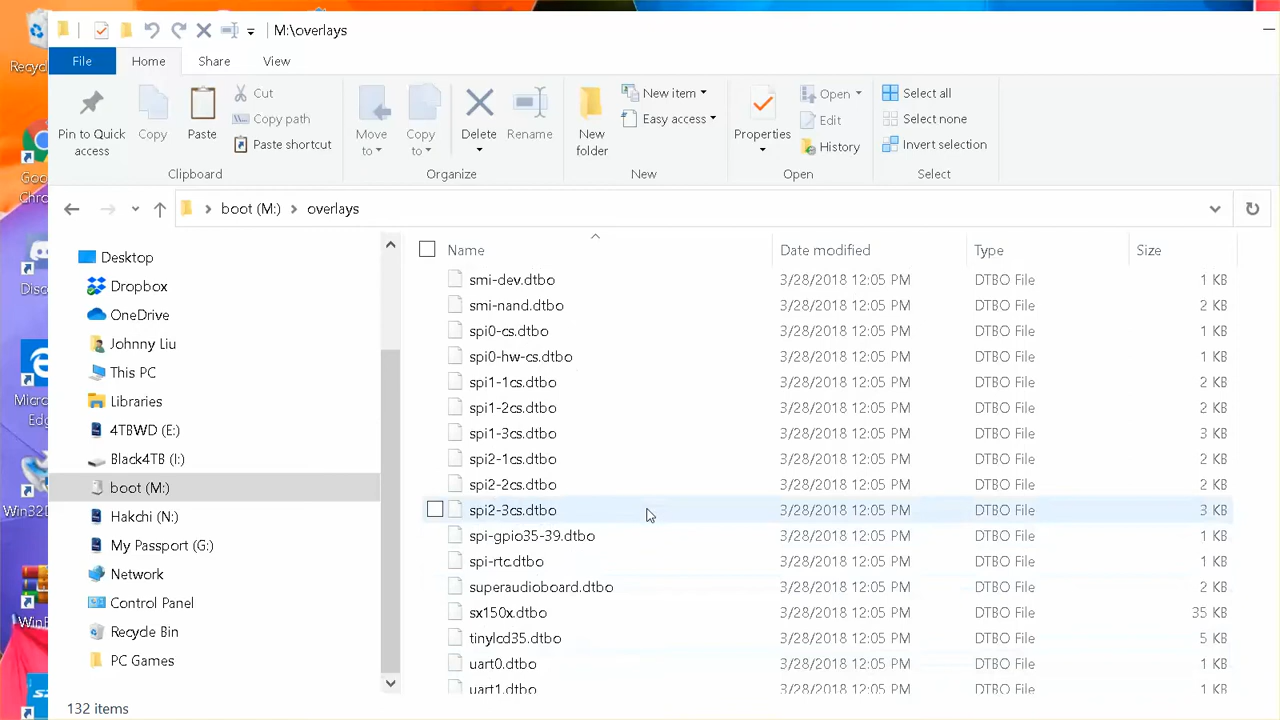 M:\overlays
File Home Share View
Pin to Quick access
Copy
Paste
Cut
Copy path
Paste shortcut
Clipboard
Move to
Copy to
Delete
Rename
Organize
New folder
New item
Easy access
New
Properties
Open
Edit
History
Open
Select all
Select none
Invert selection
Select
boot (M:) overlays
Desktop
Dropbox
OneDrive
Johnny Liu
This PC
Libraries
4TBWD (E:)
Black4TB (I:)
boot (M:)
Hakchi (N:)
My Passport (G:)
Network
Control Panel
Recycle Bin
PC Games
Name Date modified Type Size
smi-dev.dtbo 3/28/2018 12:05 PM DTBO File 1 KB
smi-nand.dtbo 3/28/2018 12:05 PM DTBO File 2 KB
spi0-cs.dtbo 3/28/2018 12:05 PM DTBO File 1 KB
spi0-hw-cs.dtbo 3/28/2018 12:05 PM DTBO File 1 KB
spi1-1cs.dtbo 3/28/2018 12:05 PM DTBO File 2 KB
spi1-2cs.dtbo 3/28/2018 12:05 PM DTBO File 2 KB
spi1-3cs.dtbo 3/28/2018 12:05 PM DTBO File 3 KB
spi2-1cs.dtbo 3/28/2018 12:05 PM DTBO File 2 KB
spi2-2cs.dtbo 3/28/2018 12:05 PM DTBO File 2 KB
spi2-3cs.dtbo 3/28/2018 12:05 PM DTBO File 3 KB
spi-gpio35-39.dtbo 3/28/2018 12:05 PM DTBO File 1 KB
spi-rtc.dtbo 3/28/2018 12:05 PM DTBO File 1 KB
superaudioboard.dtbo 3/28/2018 12:05 PM DTBO File 2 KB
sx150x.dtbo 3/28/2018 12:05 PM DTBO File 35 KB
tinylcd35.dtbo 3/28/2018 12:05 PM DTBO File 5 KB
uart0.dtbo 3/28/2018 12:05 PM DTBO File 1 KB
uart1.dtbo 3/28/2018 12:05 PM DTBO File 1 KB
132 items
Recyc
Goo
Chro
Disc
Micro
Ed
Win32D
WinF